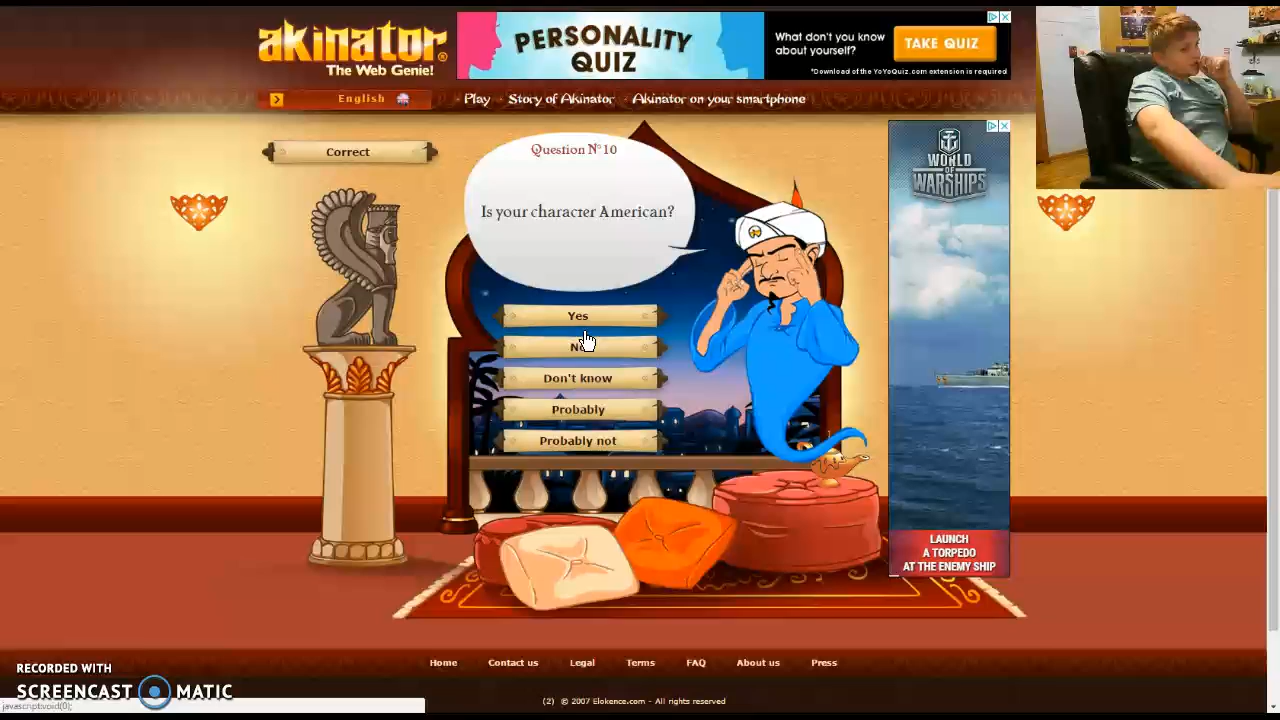 akinator®
The Web Genie!
PERSONALITY
QUIZ
What don't you know
about yourself?
TAKE QUIZ
*Download of the YoYoQuiz.com extension is required
English
Play
Story of Akinator
Akinator on your smartphone
Correct
Question N°10
Is your character American?
Yes
Don't know
Probably
Probably not
WORLD
OF
WARSHIPS
LAUNCH
A TORPEDO
AT THE ENEMY SHIP
Home
Contact us
Legal
Terms
FAQ
About us
Press
(2) © 2007 Elokence.com - All rights reserved
RECORDED WITH
SCREENCAST MATIC
javascript:void(0);